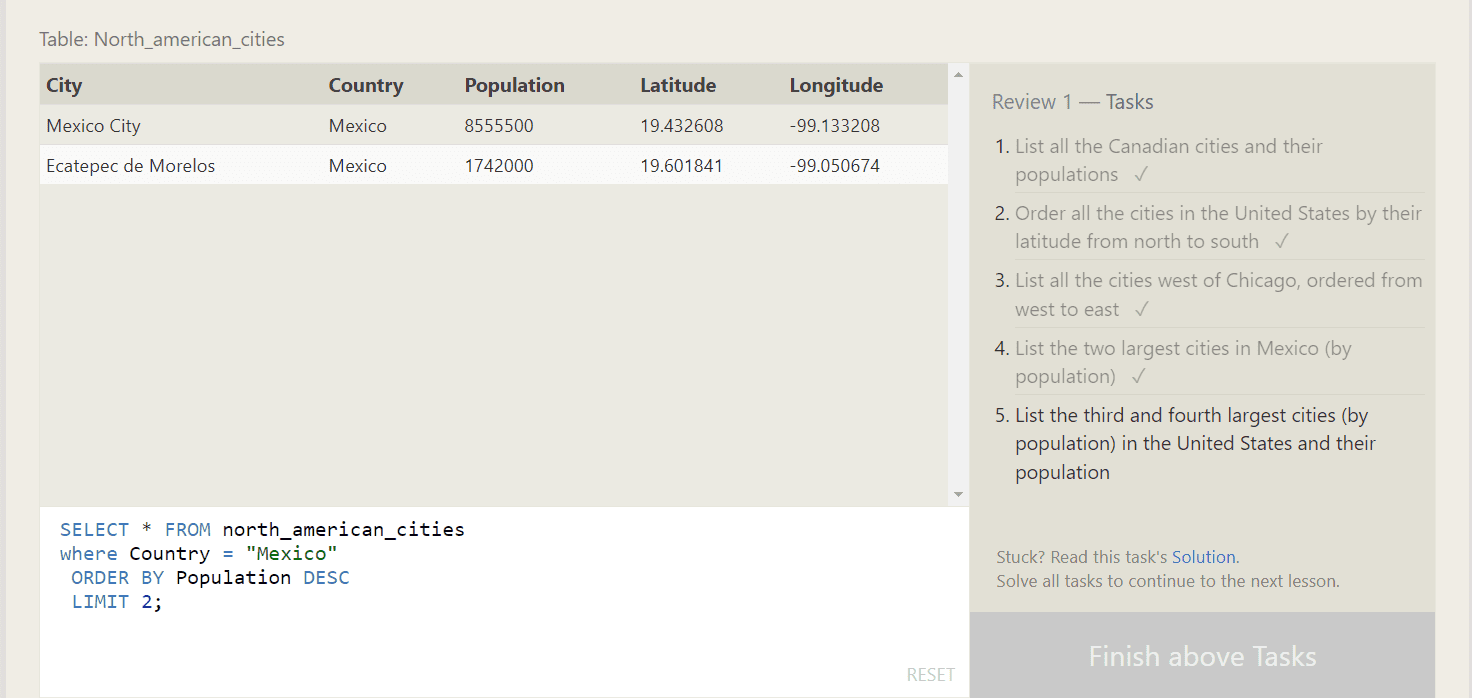 Table: North_american_cities
City Country Population Latitude Longitude
Mexico City Mexico 8555500 19.432608 -99.133208
Ecatepec de Morelos Mexico 1742000 19.601841 -99.050674
SELECT * FROM north_american_cities
where Country = "Mexico"
ORDER BY Population DESC
LIMIT 2;
RESET
Review 1 — Tasks
1. List all the Canadian cities and their
populations ✓
2. Order all the cities in the United States by their
latitude from north to south ✓
3. List all the cities west of Chicago, ordered from
west to east ✓
4. List the two largest cities in Mexico (by
population) ✓
5. List the third and fourth largest cities (by
population) in the United States and their
population
Stuck? Read this task's Solution.
Solve all tasks to continue to the next lesson.
Finish above Tasks